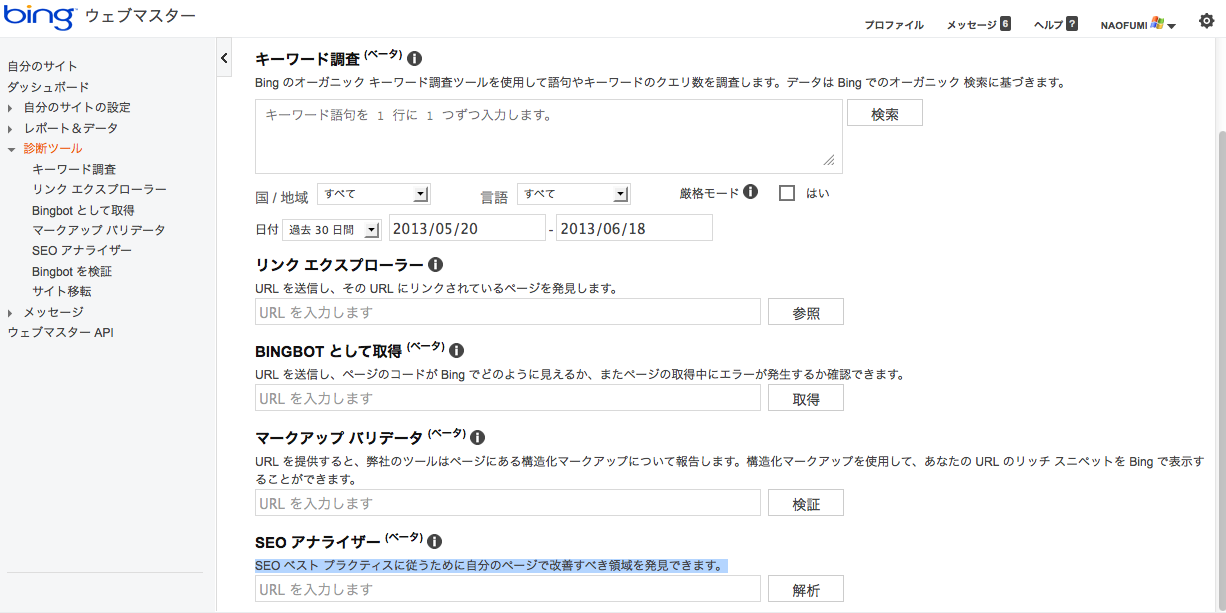 bing ウェブマスター
プロファイル メッセージ 6 ヘルプ ? NAOFUMI
自分のサイト
ダッシュボード
自分のサイトの設定
レポート＆データ
診断ツール
キーワード調査
リンク エクスプローラー
Bingbot として取得
マークアップ バリデータ
SEO アナライザー
Bingbot を検証
サイト移転
メッセージ
ウェブマスター API
キーワード調査 (ベータ)
Bing のオーガニック キーワード調査ツールを使用して語句やキーワードのクエリ数を調査します。データは Bing でのオーガニック 検索に基づきます。
キーワード語句を 1 行に 1 つずつ入力します。
検索
国 / 地域 すべて 言語 すべて 厳格モード はい
日付 過去 30 日間 2013/05/20 - 2013/06/18
リンク エクスプローラー
URL を送信し、その URL にリンクされているページを発見します。
URL を入力します 参照
BINGBOT として取得 (ベータ)
URL を送信し、ページのコードが Bing でどのように見えるか、またページの取得中にエラーが発生するか確認できます。
URL を入力します 取得
マークアップ バリデータ (ベータ)
URL を提供すると、弊社のツールはページにある構造化マークアップについて報告します。構造化マークアップを使用して、あなたの URL のリッチ スニペットを Bing で表示す
ることができます。
URL を入力します 検証
SEO アナライザー (ベータ)
SEO ベスト プラクティスに従うために自分のページで改善すべき領域を発見できます。
URL を入力します 解析